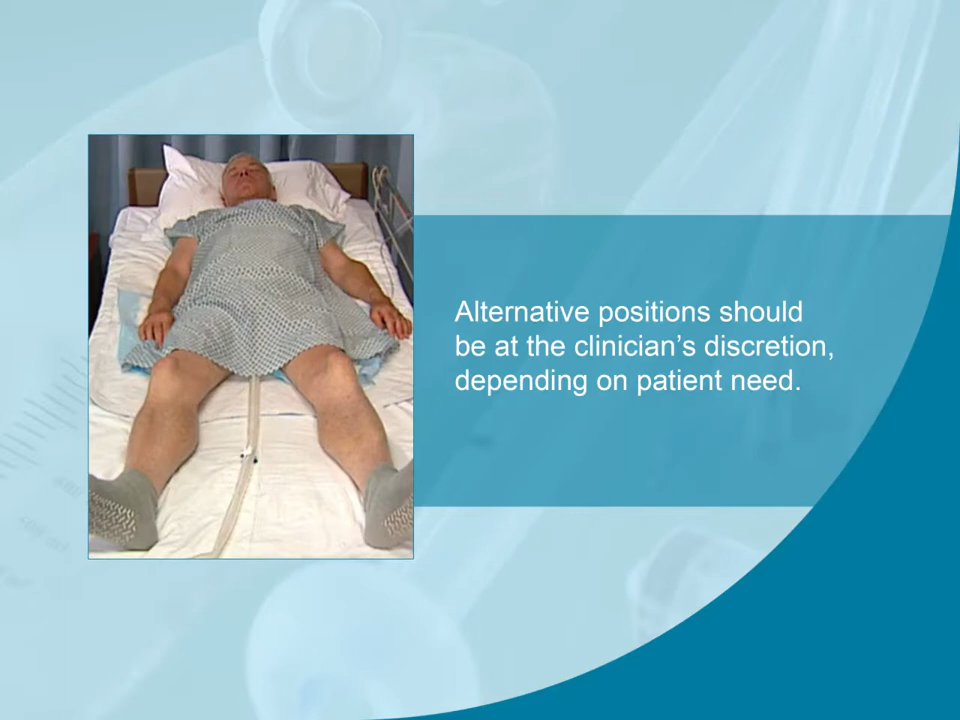 Alternative positions should
be at the clinician’s discretion,
depending on patient need.